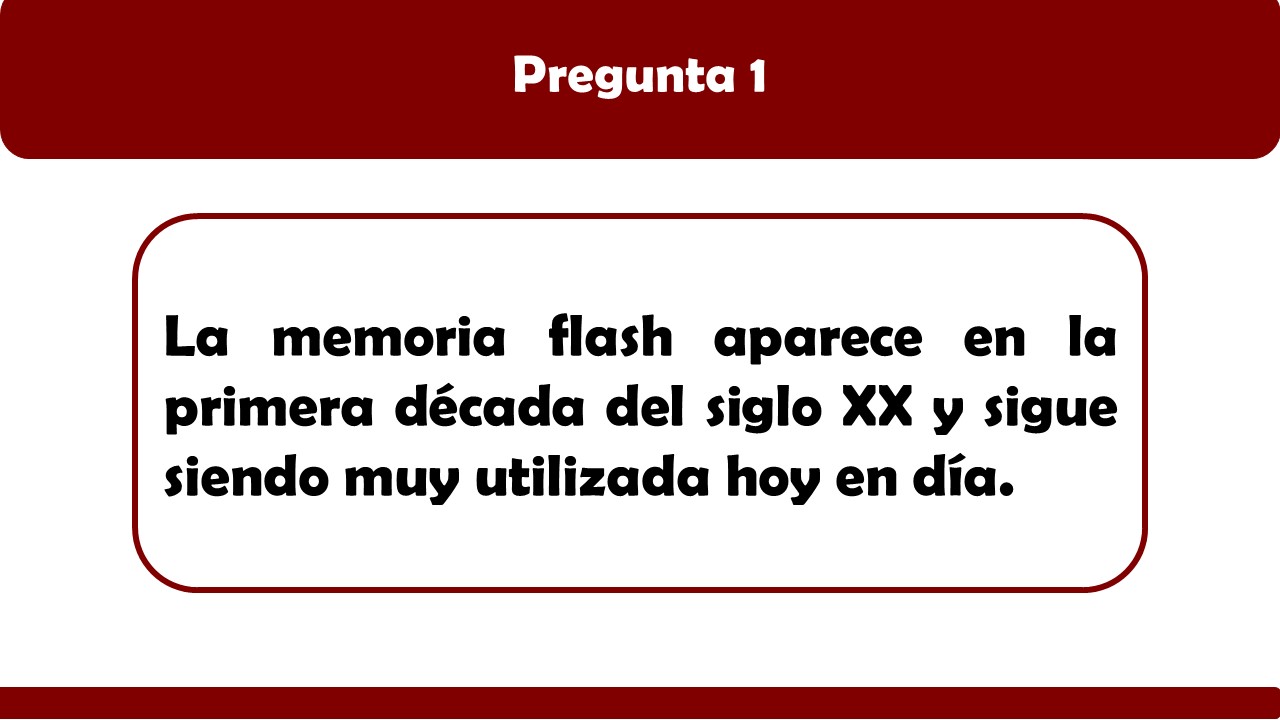 Pregunta 1
La memoria flash aparece en la
primera década del siglo XX y sigue
siendo muy utilizada hoy en día.